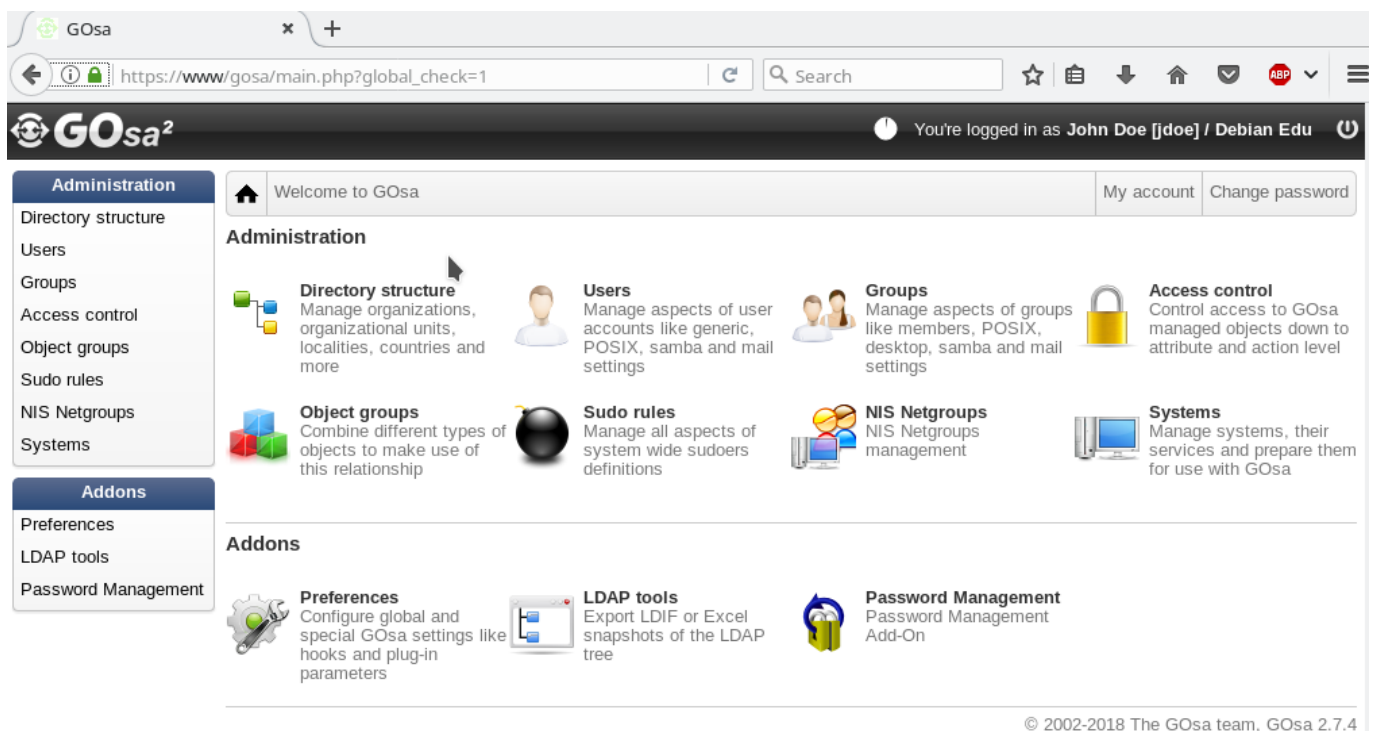 GOsa
https://www/gosa/main.php?global_check=1
Search
ABP
GOsa²
You're logged in as John Doe [jdoe] / Debian Edu
Administration
Directory structure
Users
Groups
Access control
Object groups
Sudo rules
NIS Netgroups
Systems
Addons
Preferences
LDAP tools
Password Management
Welcome to GOsa
My account
Change password
Administration
Directory structure
Manage organizations,
organizational units,
localities, countries and
more
Users
Manage aspects of user
accounts like generic,
POSIX, samba and mail
settings
Groups
Manage aspects of groups
like members, POSIX,
desktop, samba and mail
settings
Access control
Control access to GOsa
managed objects down to
attribute and action level
Object groups
Combine different types of
objects to make use of
this relationship
Sudo rules
Manage all aspects of
system wide sudoers
definitions
NIS Netgroups
NIS Netgroups
management
Systems
Manage systems, their
services and prepare them
for use with GOsa
Addons
Preferences
Configure global and
special GOsa settings like
hooks and plug-in
parameters
LDAP tools
Export LDIF or Excel
snapshots of the LDAP
tree
Password Management
Password Management
Add-On
© 2002-2018 The GOsa team, GOsa 2.7.4